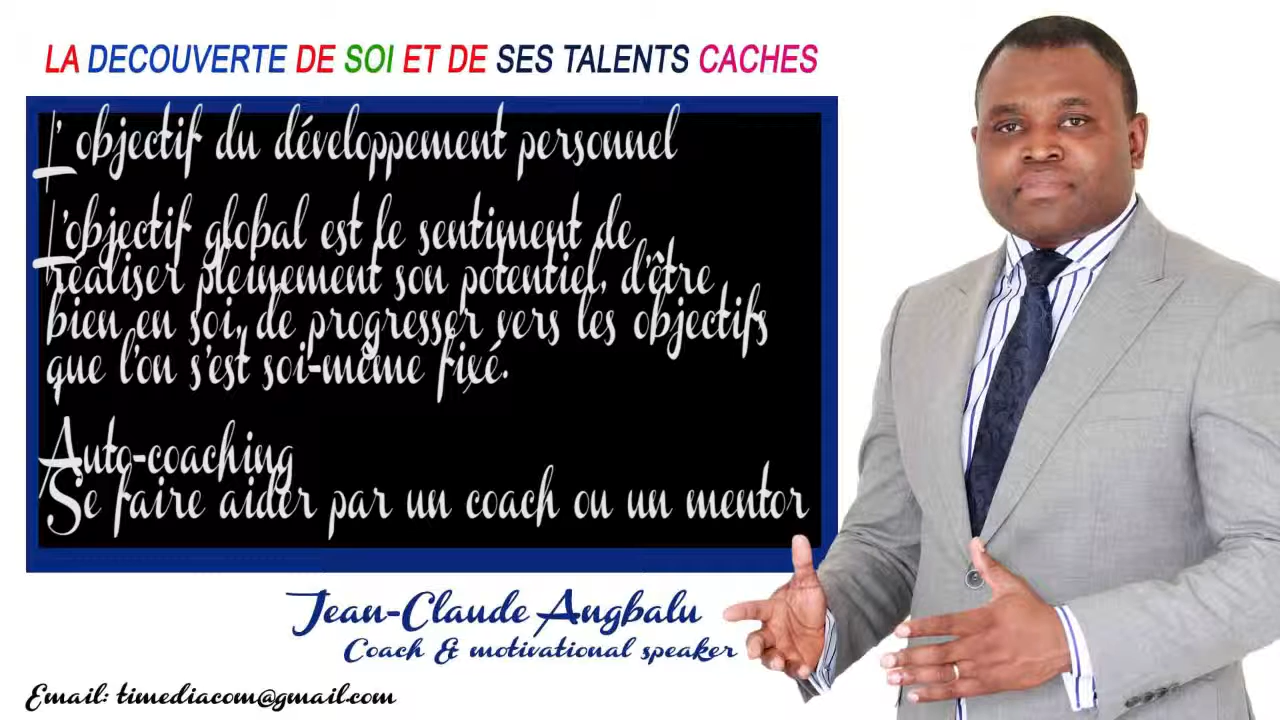 LA DECOUVERTE DE SOI ET DE SES TALENTS CACHES
L' objectif du développement personnel
L'objectif global est le sentiment de
réaliser pleinement son potentiel, d'être
bien en soi, de progresser vers les objectifs
que l'on s'est soi-même fixé.
Auto-coaching
Se faire aider par un coach ou un mentor
Jean-Claude Angbalu
Coach & motivational speaker
Email: timediacom@gmail.com